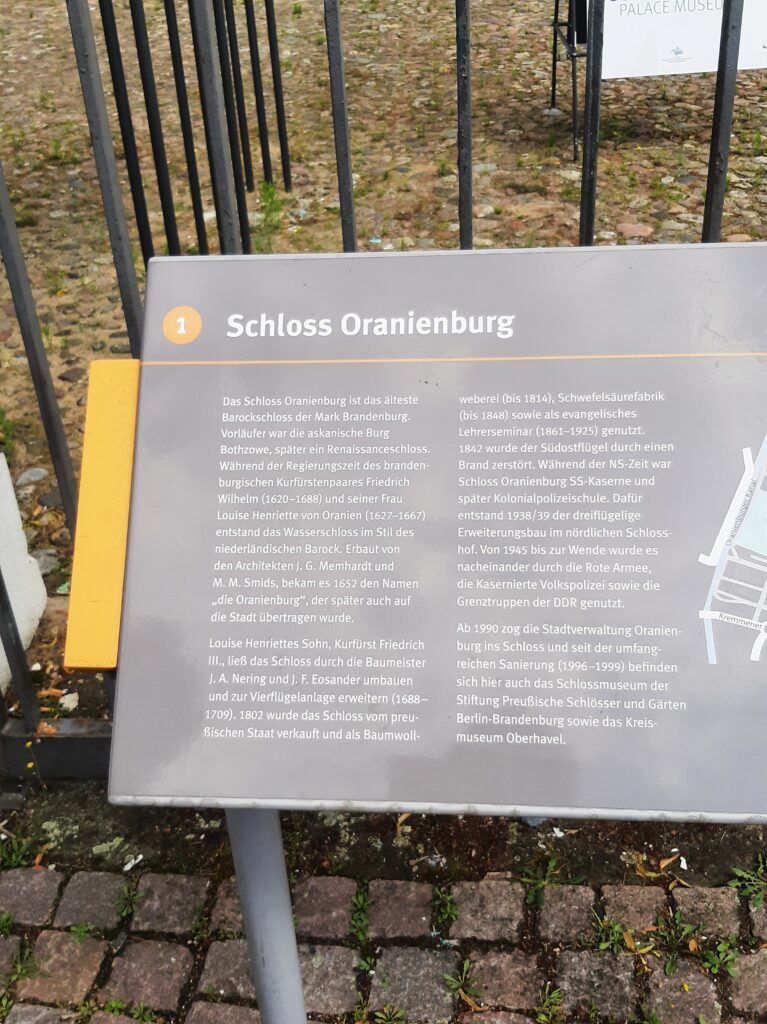 PALACE MUSEU
1
Schloss Oranienburg
Das Schloss Oranienburg ist das älteste
Barockschloss der Mark Brandenburg.
Vorläufer war die askanische Burg
Bothzowe, später ein Renaissanceschloss.
Während der Regierungszeit des branden-
burgischen Kurfürstenpaares Friedrich
Wilhelm (1620–1688) und seiner Frau
Louise Henriette von Oranien (1627–1667)
entstand das Wasserschloss im Stil des
niederländischen Barock. Erbaut von
den Architekten J. G. Memhardt und
M. M. Smids, bekam es 1652 den Namen
„die Oranienburg“, der später auch auf
die Stadt übertragen wurde.
Louise Henriettes Sohn, Kurfürst Friedrich
III., ließ das Schloss durch die Baumeister
J. A. Nering und J. F. Eosander umbauen
und zur Vierflügelanlage erweitern (1688–
1709). 1802 wurde das Schloss vom preu-
ßischen Staat verkauft und als Baumwoll-
weberei (bis 1814), Schwefelsäurefabrik
(bis 1848) sowie als evangelisches
Lehrerseminar (1861–1925) genutzt.
1842 wurde der Südostflügel durch einen
Brand zerstört. Während der NS-Zeit war
Schloss Oranienburg SS-Kaserne und
später Kolonialpolizeischule. Dafür
entstand 1938/39 der dreiflügelige
Erweiterungsbau im nördlichen Schloss-
hof. Von 1945 bis zur Wende wurde es
nacheinander durch die Rote Armee,
die Kasernierte Volkspolizei sowie die
Grenztruppen der DDR genutzt.
Ab 1990 zog die Stadtverwaltung Oranien-
burg ins Schloss und seit der umfang-
reichen Sanierung (1996–1999) befinden
sich hier auch das Schlossmuseum der
Stiftung Preußische Schlösser und Gärten
Berlin-Brandenburg sowie das Kreis-
museum Oberhavel.
Oranienburger Kanal
Kremmener